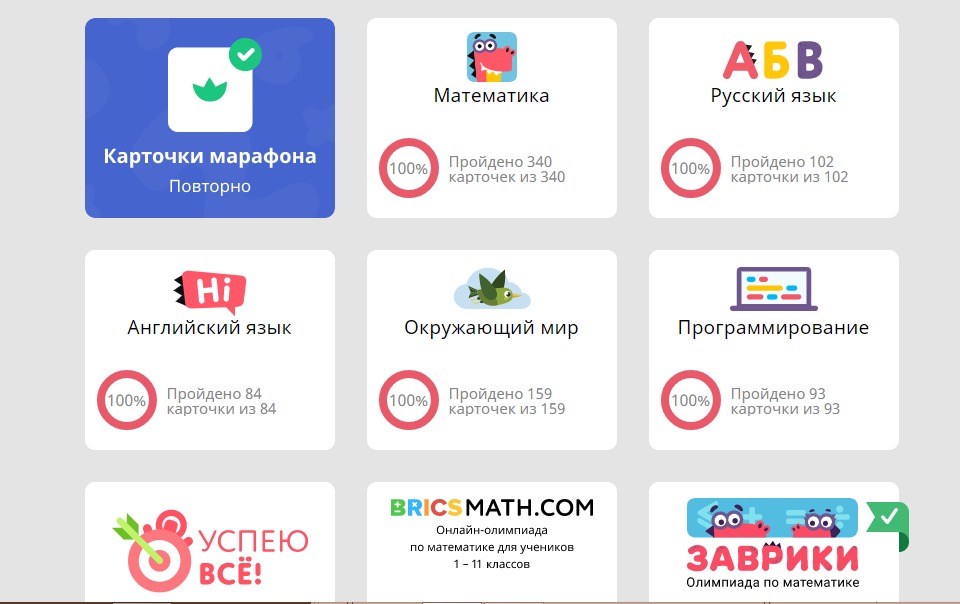 Карточки марафона
Повторно
Математика
100%
Пройдено 340
карточек из 340
АБВ
Русский язык
100%
Пройдено 102
карточки из 102
Hi
Английский язык
100%
Пройдено 84
карточки из 84
Окружающий мир
100%
Пройдено 159
карточек из 159
Программирование
100%
Пройдено 93
карточки из 93
УСПЕЮ
ВСЁ!
BRICSMATH.COM
Онлайн-олимпиада
по математике для учеников
1 – 11 классов
ЗАВРИКИ
Олимпиада по математике